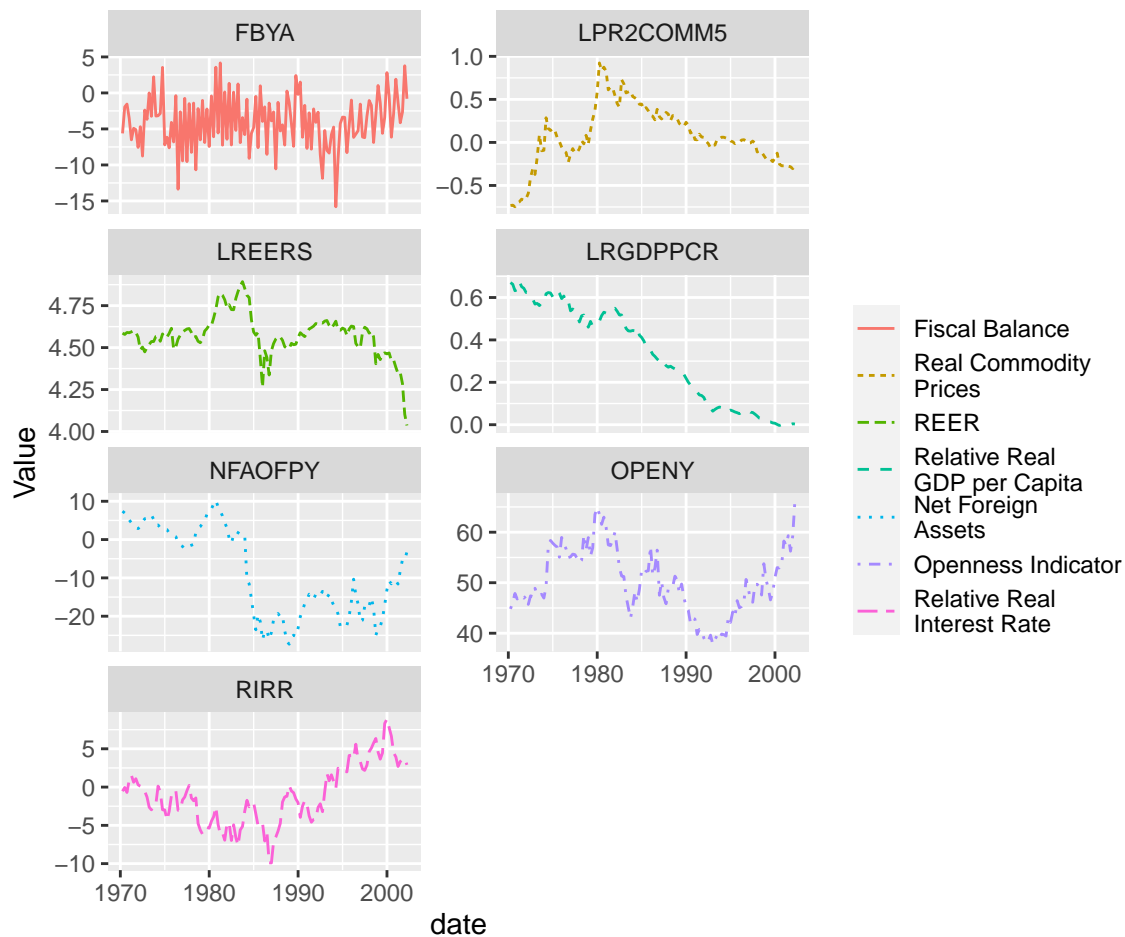 FBYA
LPR2COMM5
5
0
−5
−10
−15
1.0
0.5
0.0
−0.5
LREERS
LRGDPPCR
4.75
4.50
4.25
4.00
0.6
0.4
0.2
0.0
NFAOFPY
OPENY
10
0
−10
−20
60
50
40
1970
1980
1990
2000
RIRR
5
0
−5
−10
1970
1980
1990
2000
Value
date
Fiscal Balance
Real Commodity
Prices
REER
Relative Real
GDP per Capita
Net Foreign
Assets
Openness Indicator
Relative Real
Interest Rate